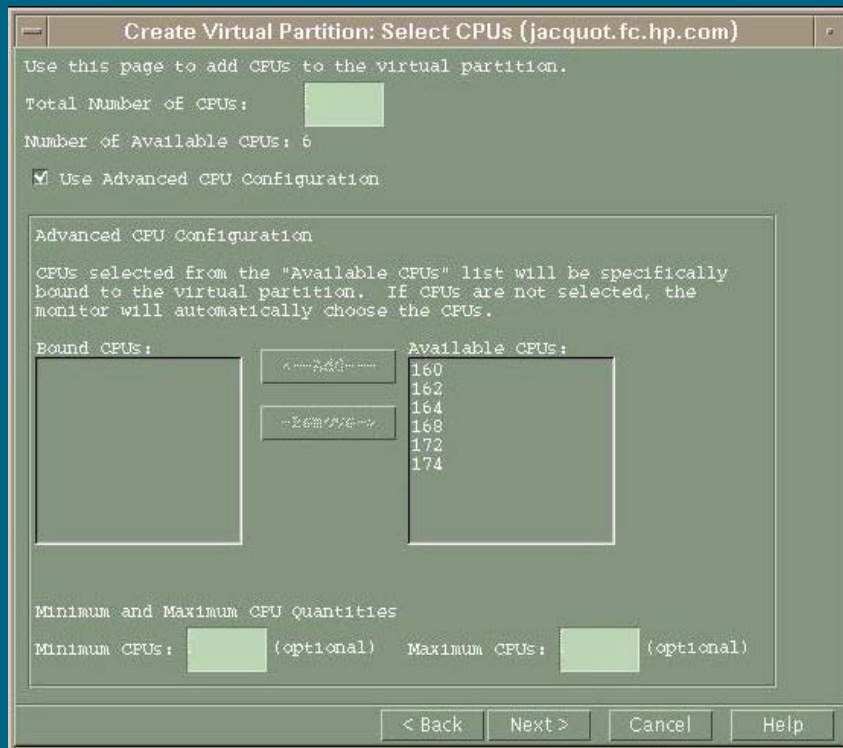 Create Virtual Partition: Select CPUs (jacquot.fc.hp.com)
Use this page to add CPUs to the virtual partition.
Total Number of CPUs:
Number of Available CPUs: 6
Use Advanced CPU Configuration
Advanced CPU Configuration
CPUs selected from the "Available CPUs" list will be specifically
bound to the virtual partition. If CPUs are not selected, the
monitor will automatically choose the CPUs.
Bound CPUs:
<---Add----
-Remove->
Available CPUs:
160
162
164
168
172
174
Minimum and Maximum CPU Quantities
Minimum CPUs: (optional) Maximum CPUs: (optional)
< Back Next > Cancel Help